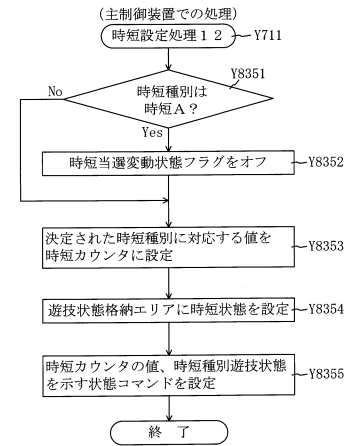 (主制御装置での処理)
時短設定処理12
Y711
Y8351
No
時短種別は
時短A?
Yes
時短当選変動状態フラグをオフ
Y8352
決定された時短種別に対応する値を
時短カウンタに設定
Y8353
遊技状態格納エリアに時短状態を設定
Y8354
時短カウンタの値、時短種別遊技状態
を示す状態コマンドを設定
Y8355
終 了